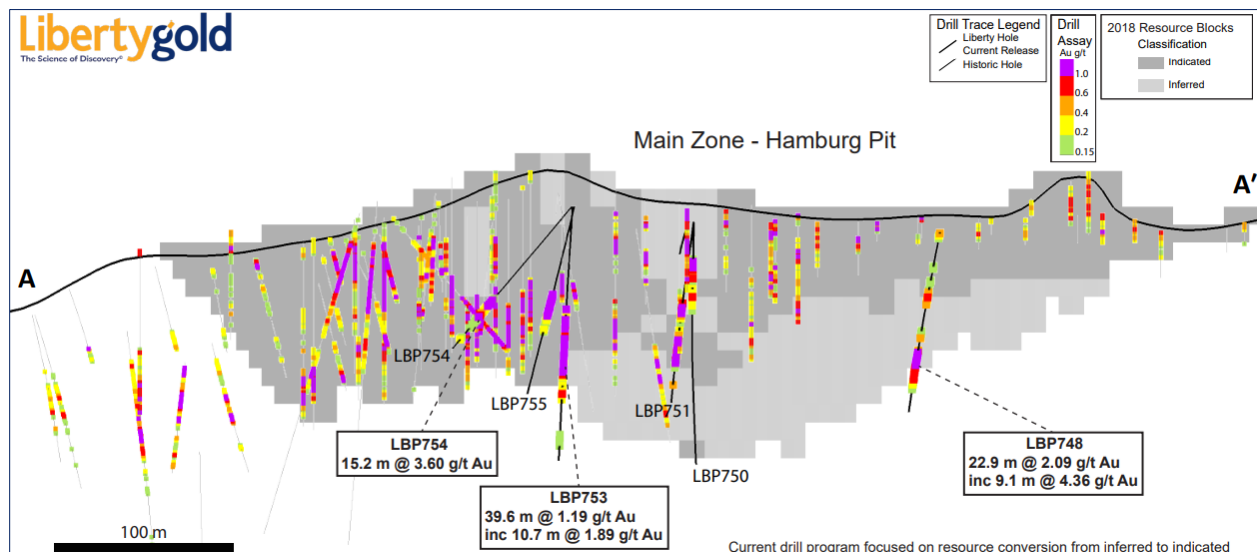 Libertygold
The Science of Discovery®
Drill Trace Legend
Liberty Hole
Current Release
Historic Hole
Drill
Assay
Au g/t
1.0
0.6
0.4
0.2
0.15
2018 Resource Blocks
Classification
Indicated
Inferred
Main Zone - Hamburg Pit
A
A'
LBP754
LBP755
LBP751
LBP750
LBP754
15.2 m @ 3.60 g/t Au
LBP753
39.6 m @ 1.19 g/t Au
inc 10.7 m @ 1.89 g/t Au
LBP748
22.9 m @ 2.09 g/t Au
inc 9.1 m @ 4.36 g/t Au
100 m
Current drill program focused on resource conversion from inferred to indicated